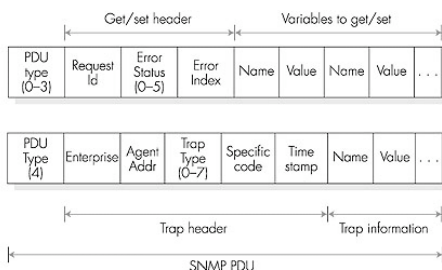 Get/set header
Variables to get/set
PDU type (0–3)
Request Id
Error Status (0–5)
Error Index
Name
Value
Name
Value
. . .
PDU Type (4)
Enterprise
Agent Addr
Trap Type (0–7)
Specific code
Time stamp
Name
Value
. . .
Trap header
Trap information
SNMP PDU